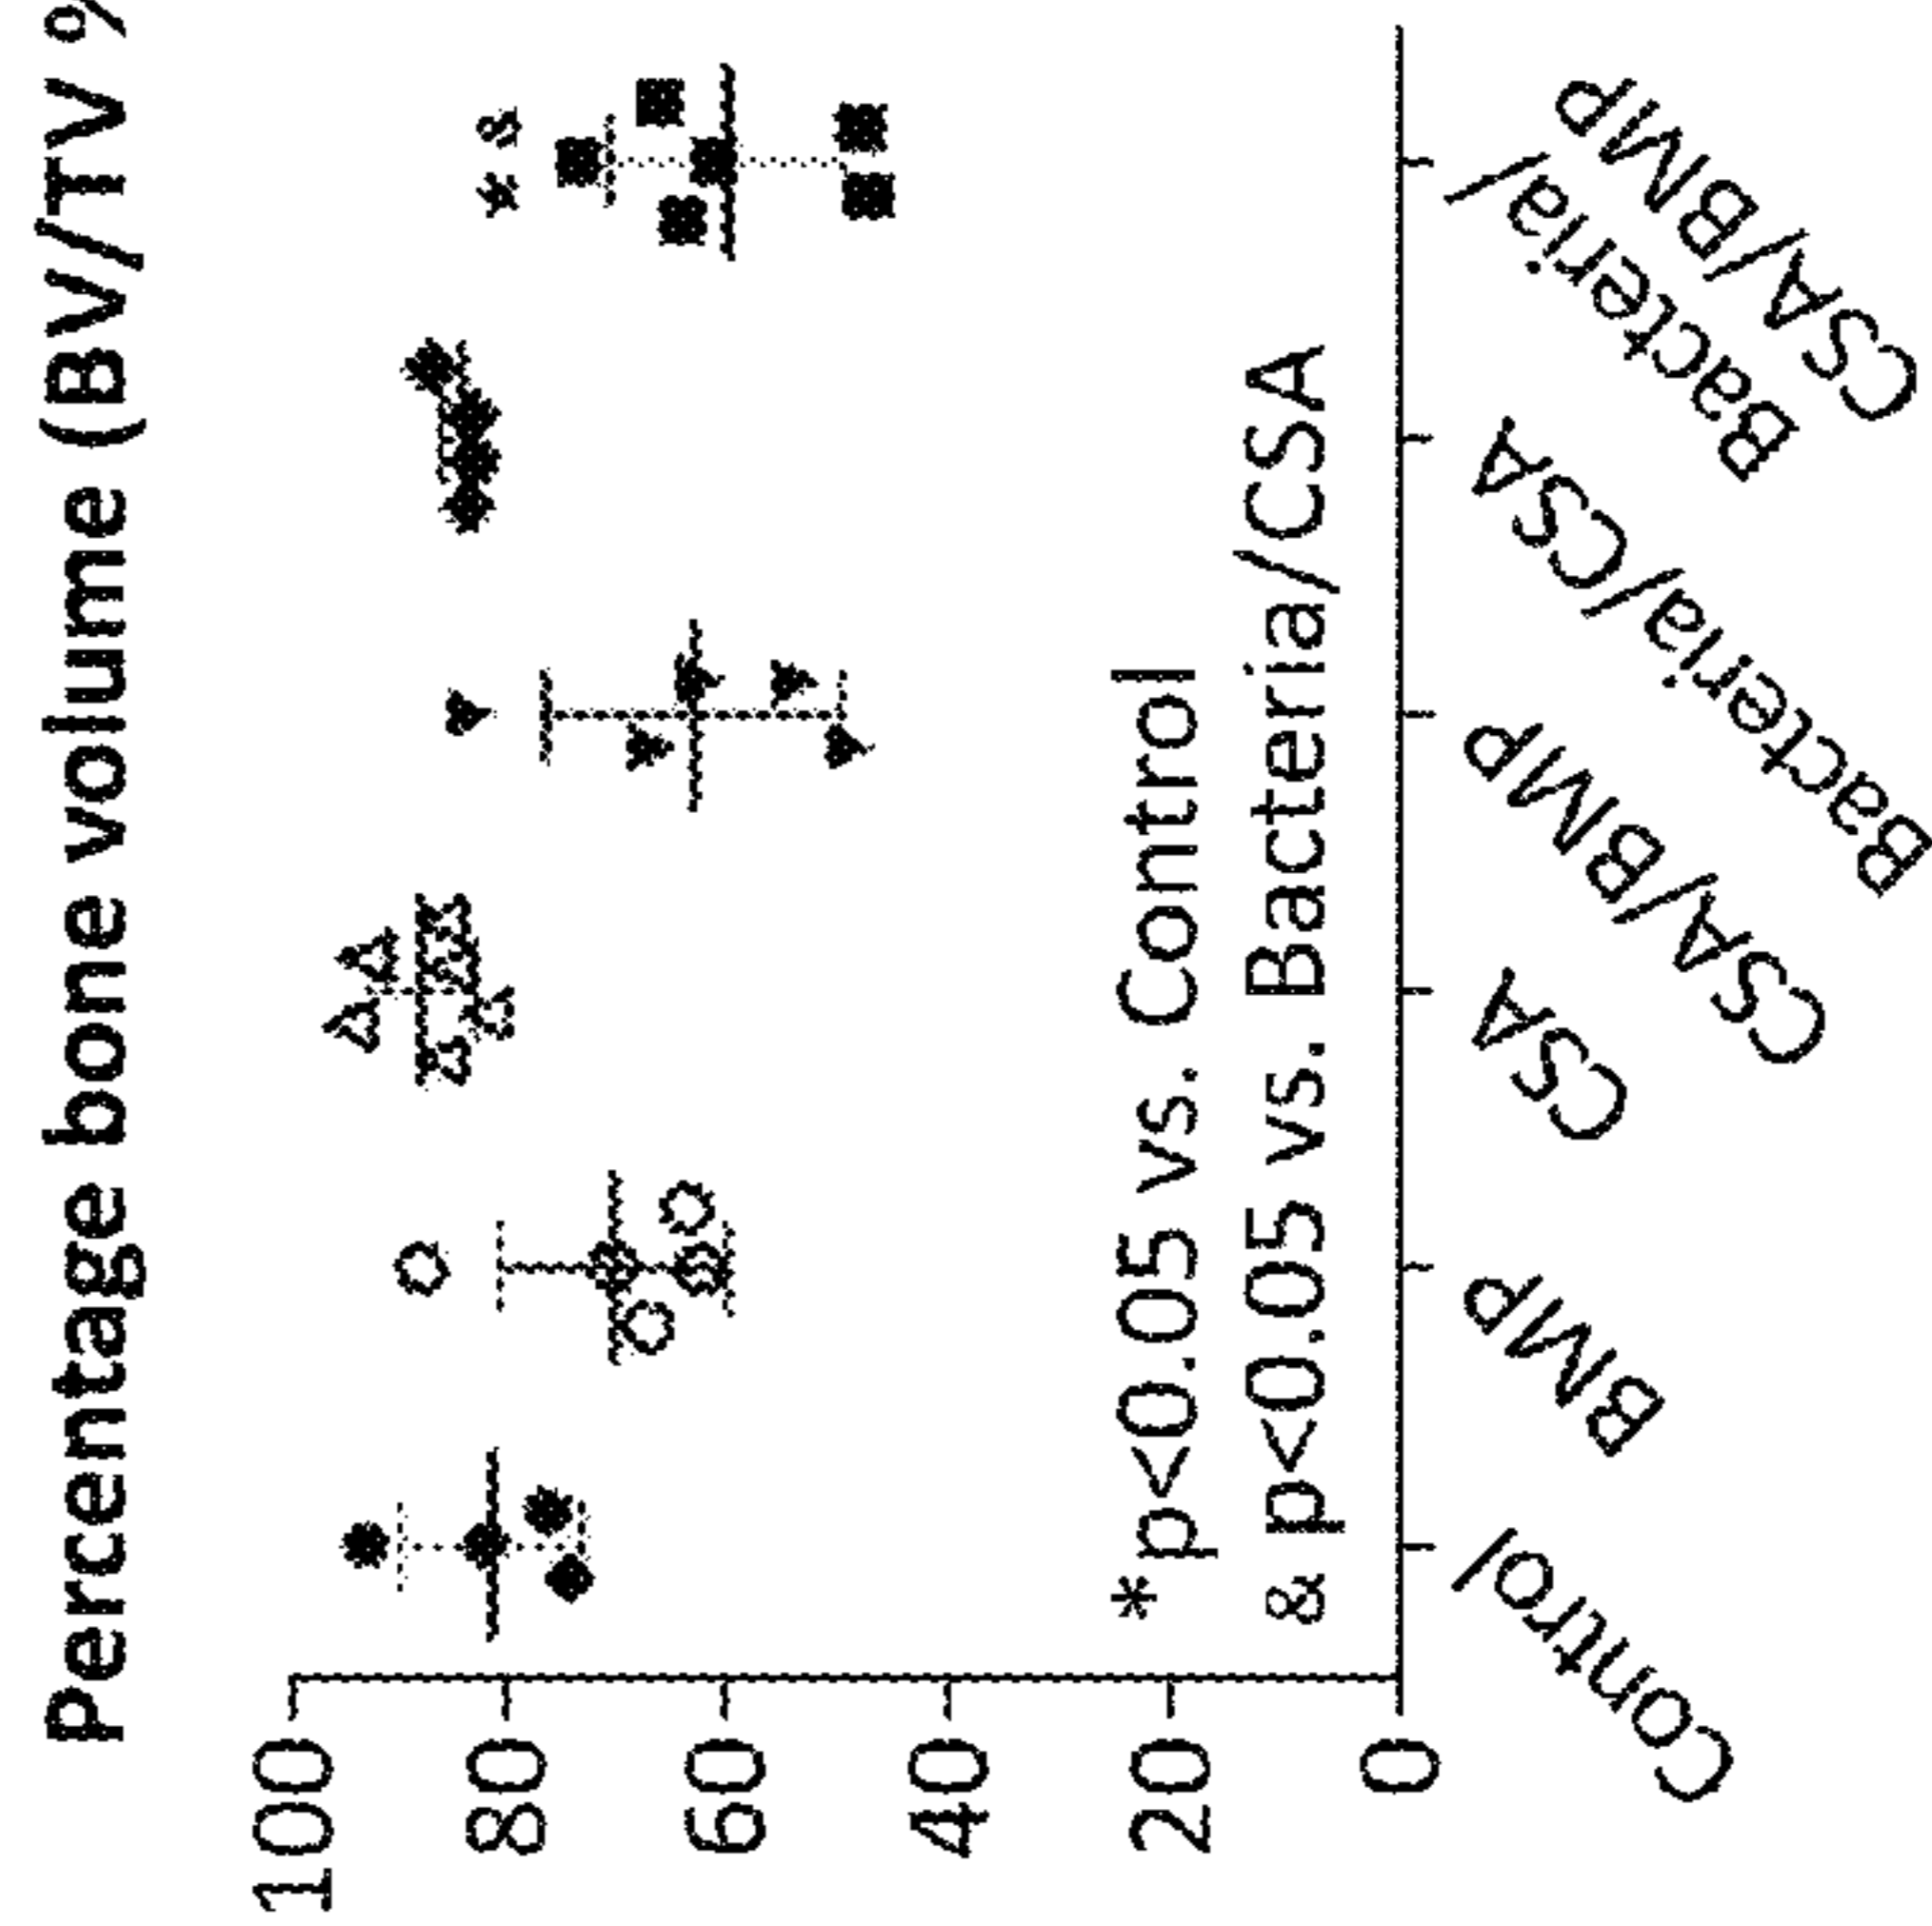 Percentage bone volume (BV/TV %
100
80
60
40
20
0
* &
*p<0.05 vs. Control
& p<0.05 vs. Bacteria/CSA
Control
BMP
CSA
CSA/BMP
Bacteria/CSA
Bacterial/
CSA/BMP